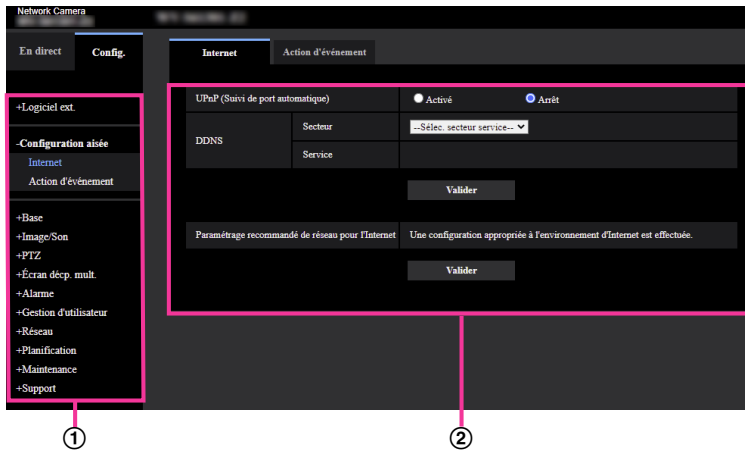 Network Camera
En direct
Config.
Internet
Action d'événement
+Logiciel ext.
-Configuration aisée
Internet
Action d'événement
+Base
+Image/Son
+PTZ
+Écran décp. mult.
+Alarme
+Gestion d'utilisateur
+Réseau
+Planification
+Maintenance
+Support
UPnP (Suivi de port automatique)
Activé
Arrêt
DDNS
Secteur
--Sélec. secteur service--
Service
Valider
Paramétrage recommandé de réseau pour l'Internet
Une configuration appropriée à l'environnement d'Internet est effectuée.
Valider
①
②